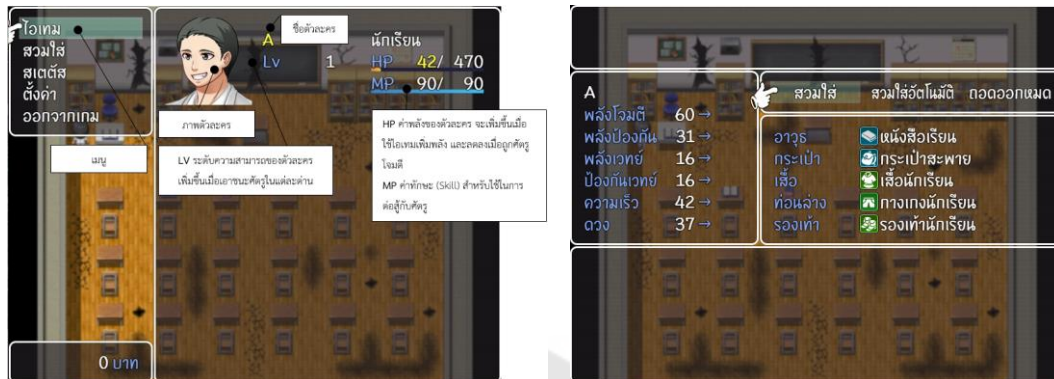 ไอเทม
สวมใส่
สเตตัส
ตั้งค่า
ออกจากเกม
เมนู
0 บาท
ชื่อตัวละคร
A
Lv 1
นักเรียน
HP 42/ 470
MP 90/ 90
ภาพตัวละคร
LV ระดับความสามารถของตัวละคร
เพิ่มขึ้นเมื่อเอาชนะศัตรูในแต่ละด่าน
HP ค่าพลังของตัวละคร จะเพิ่มขึ้นเมื่อ
ใช้ไอเทมเพิ่มพลัง และลดลงเมื่อถูกศัตรู
โจมตี
MP ค่าทักษะ (Skill) สำหรับใช้ในการ
ต่อสู้กับศัตรู
A
พลังโจมตี 60 →
พลังป้องกัน 31 →
พลังเวทย์ 16 →
ป้องกันเวทย์ 16 →
ความเร็ว 42 →
ดวง 37 →
สวมใส่ สวมใส่อัตโนมัติ ถอดออกหมด
อาวุธ หนังสือเรียน
กระเป๋า กระเป๋าสะพาย
เสื้อ เสื้อนักเรียน
ท่อนล่าง กางเกงนักเรียน
รองเท้า รองเท้านักเรียน